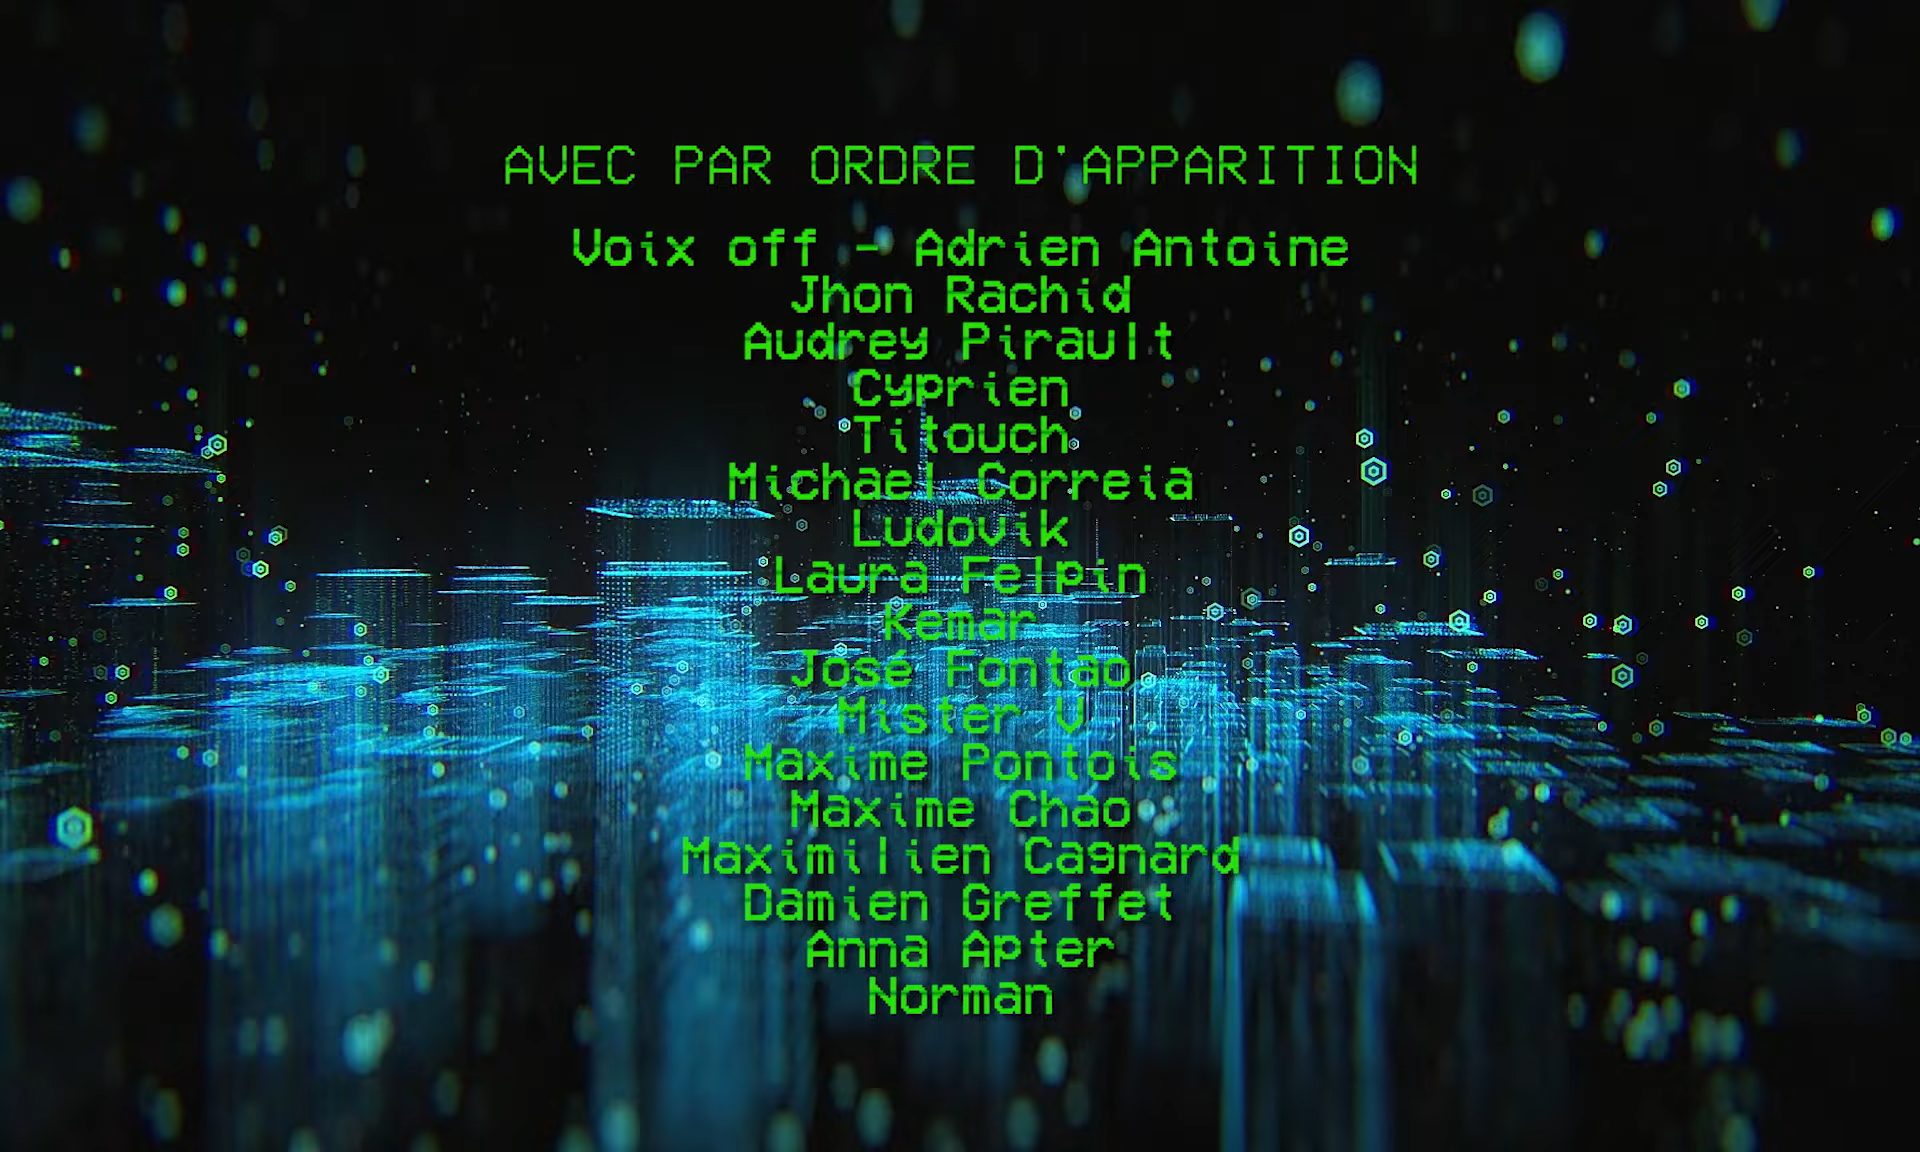 AVEC PAR ORDRE D'APPARITION
Voix off - Adrien Antoine
Jhon Rachid
Audrey Pirault
Cyprien
Titouch
Michael Correia
Ludovik
Laura Felpin
Kemar
José Fontao
Mister V
Maxime Pontois
Maxime Chao
Maximilien Cagnard
Damien Greffet
Anna Apter
Norman